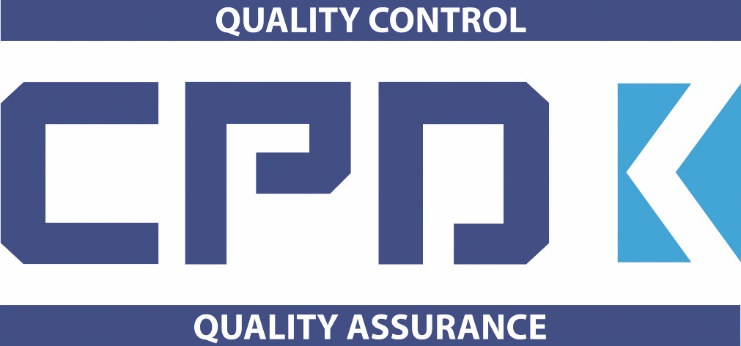 QUALITY CONTROL
CPD K
QUALITY ASSURANCE